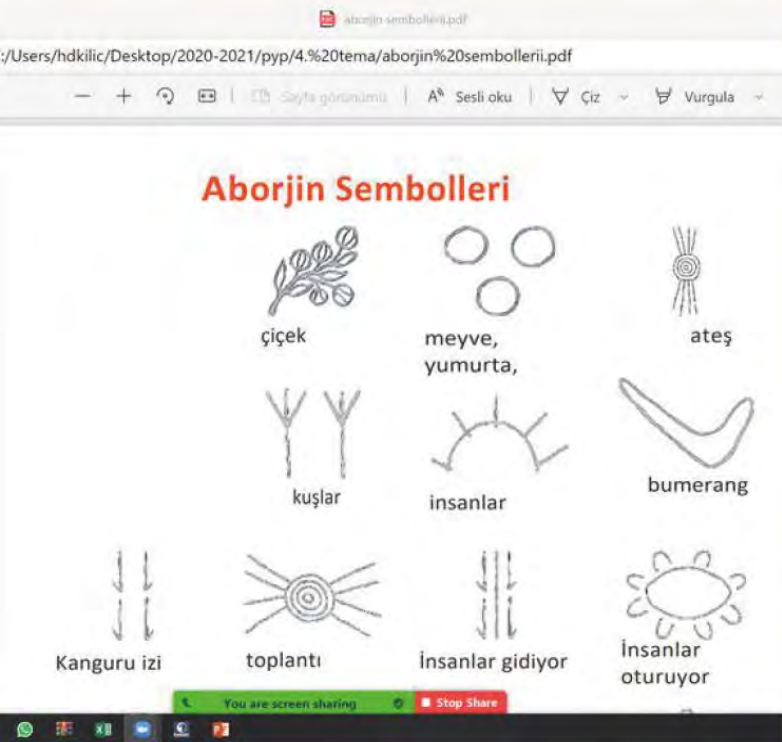 aborjin sembollerii.pdf
:/Users/hdkilic/Desktop/2020-2021/pyp/4.%20tema/aborjin%20sembollerii.pdf
Sayfa görünümü | Sesli oku | Çiz Vurgula
Aborjin Sembolleri
çiçek
meyve,
yumurta,
ateş
kuşlar
insanlar
bumerang
Kanguru izi
toplantı
İnsanlar gidiyor
İnsanlar
oturuyor
You are screen sharing
Stop Share